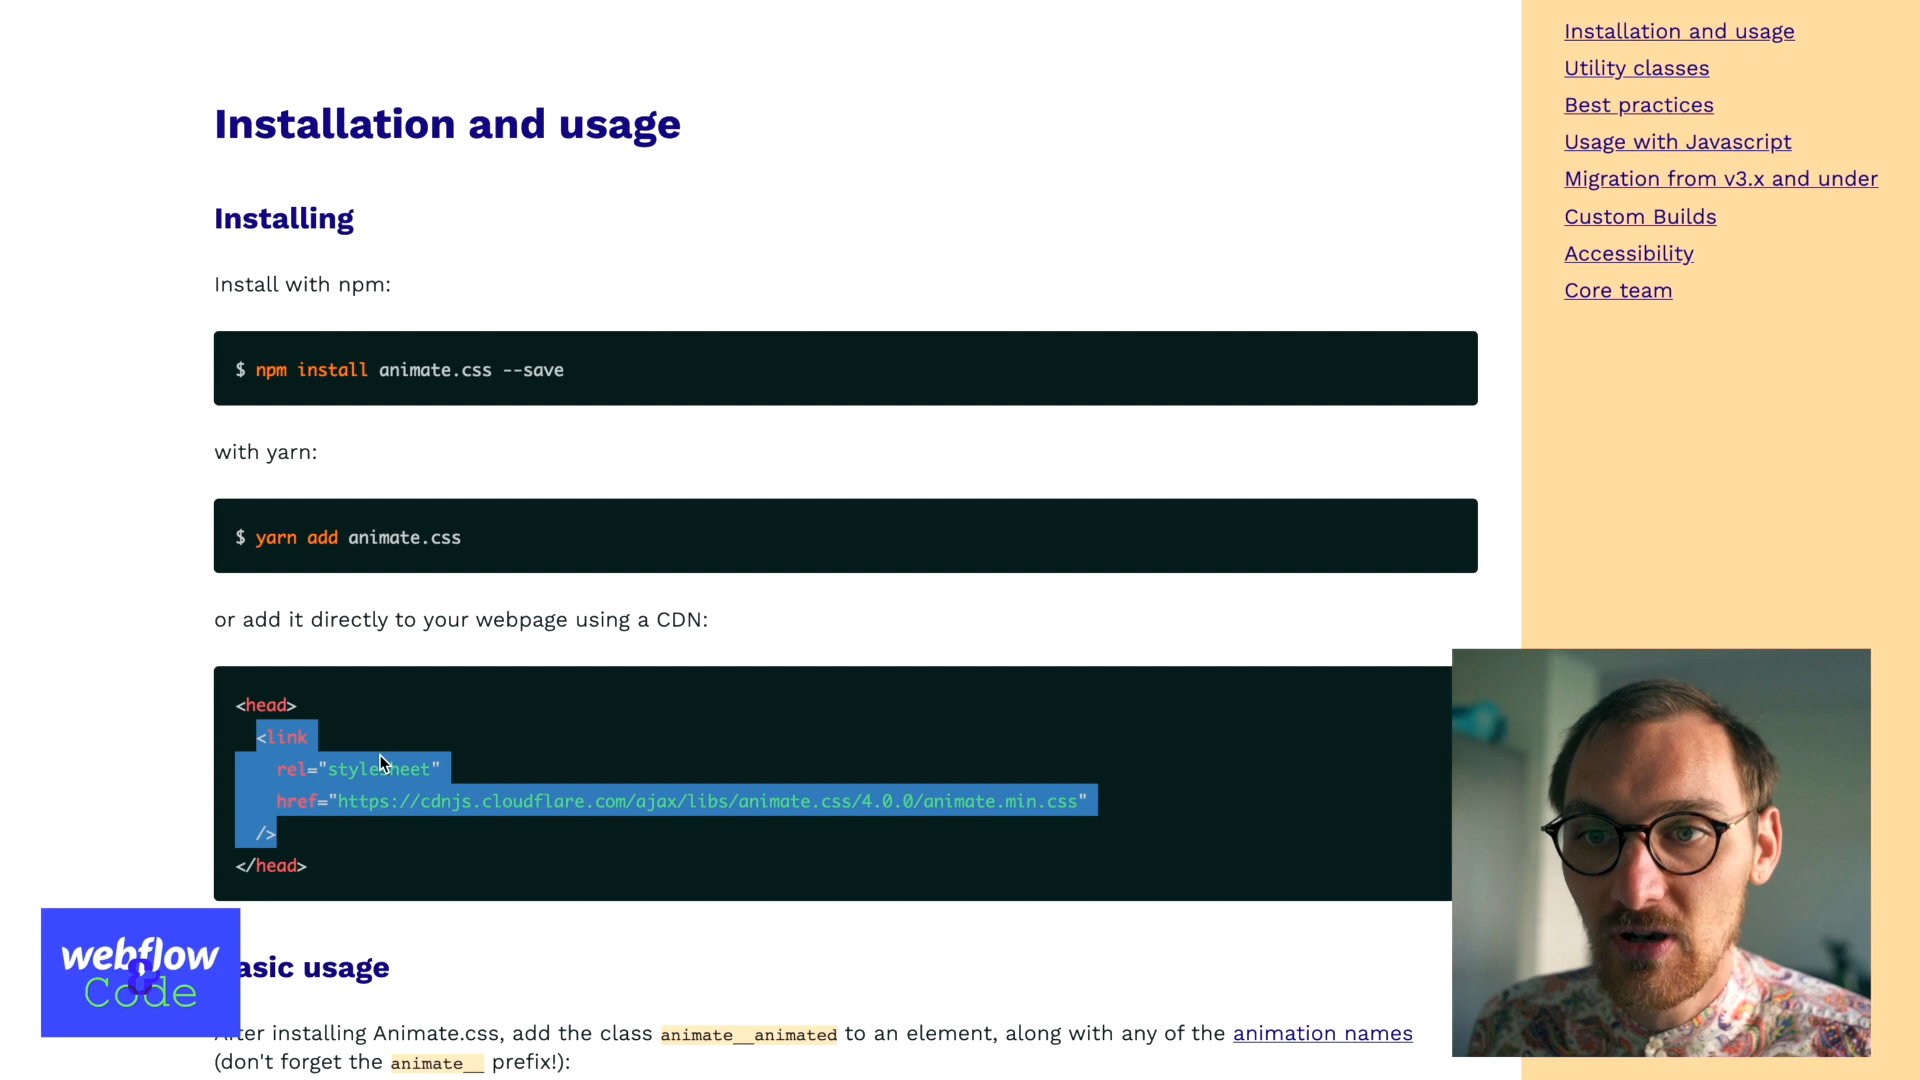 Installation and usage
Installing
Install with npm:
$ npm install animate.css --save
with yarn:
$ yarn add animate.css
or add it directly to your webpage using a CDN:
<head>
<link
rel="stylesheet"
href="https://cdnjs.cloudflare.com/ajax/libs/animate.css/4.0.0/animate.min.css"
/>
</head>
asic usage
After installing Animate.css, add the class animate__animated to an element, along with any of the animation names
(don't forget the animate__ prefix!):
Installation and usage
Utility classes
Best practices
Usage with Javascript
Migration from v3.x and under
Custom Builds
Accessibility
Core team
webflow
&
Code